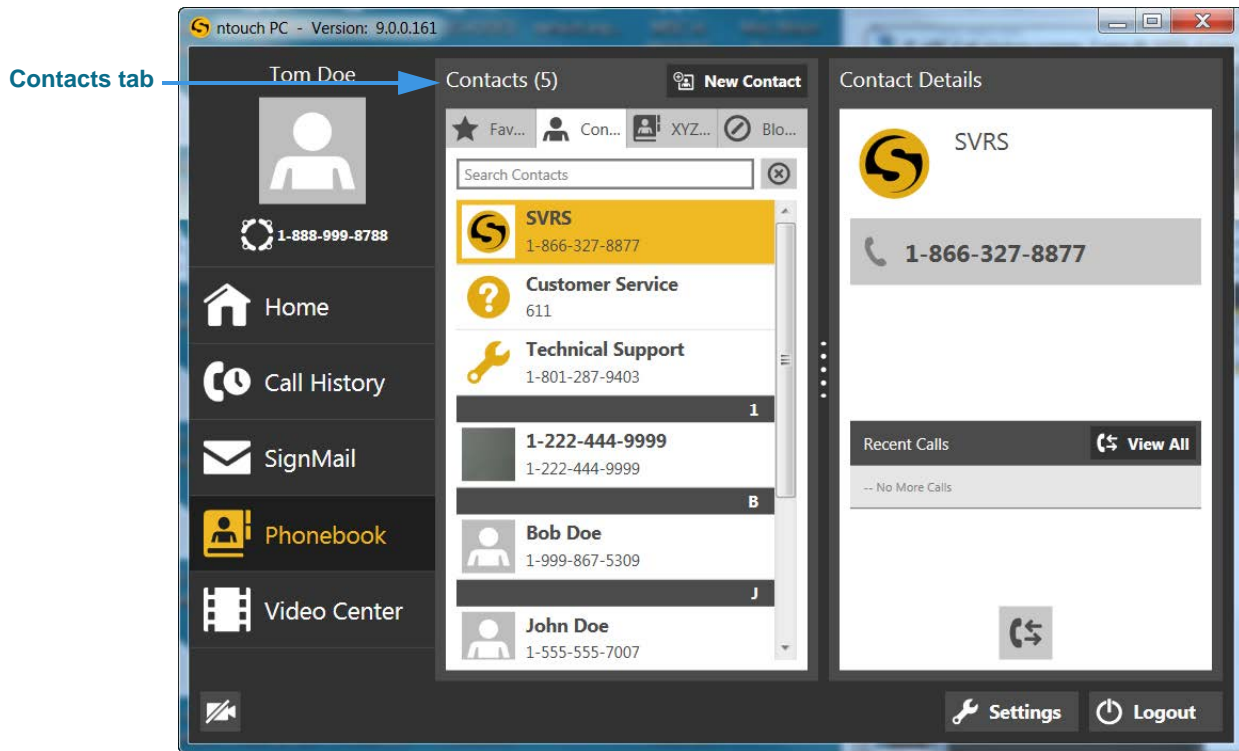 ntouch PC - Version: 9.0.0.161
Contacts tab
Tom Doe
1-888-999-8788
Home
Call History
SignMail
Phonebook
Video Center
Contacts (5)
New Contact
Fav...
Con...
XYZ...
Blo...
Search Contacts
SVRS
1-866-327-8877
Customer Service
611
Technical Support
1-801-287-9403
1
1-222-444-9999
1-222-444-9999
B
Bob Doe
1-999-867-5309
J
John Doe
1-555-555-7007
Contact Details
SVRS
1-866-327-8877
Recent Calls
View All
-- No More Calls
Settings
Logout